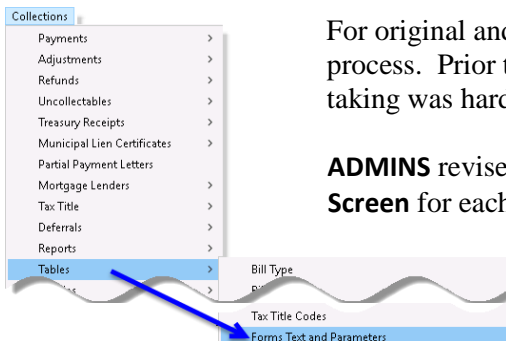 Collections
Payments
Adjustments
Refunds
Uncollectables
Treasury Receipts
Municipal Lien Certificates
Partial Payment Letters
Mortgage Lenders
Tax Title
Deferrals
Reports
Tables
Bill Type
Tax Title Codes
Forms Text and Parameters
For original and
process. Prior t
taking was hard
ADMINS revise
Screen for each